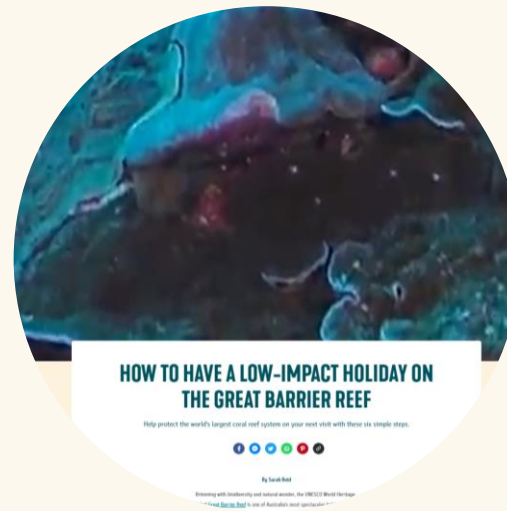 HOW TO HAVE A LOW-IMPACT HOLIDAY ON
THE GREAT BARRIER REEF
Help protect the world's largest coral reef system on your next visit with these six simple steps.
By Sarah Reid
Brimming with biodiversity and natural wonder, the UNESCO World Heritage
Great Barrier Reef is one of Australia's most spectacular